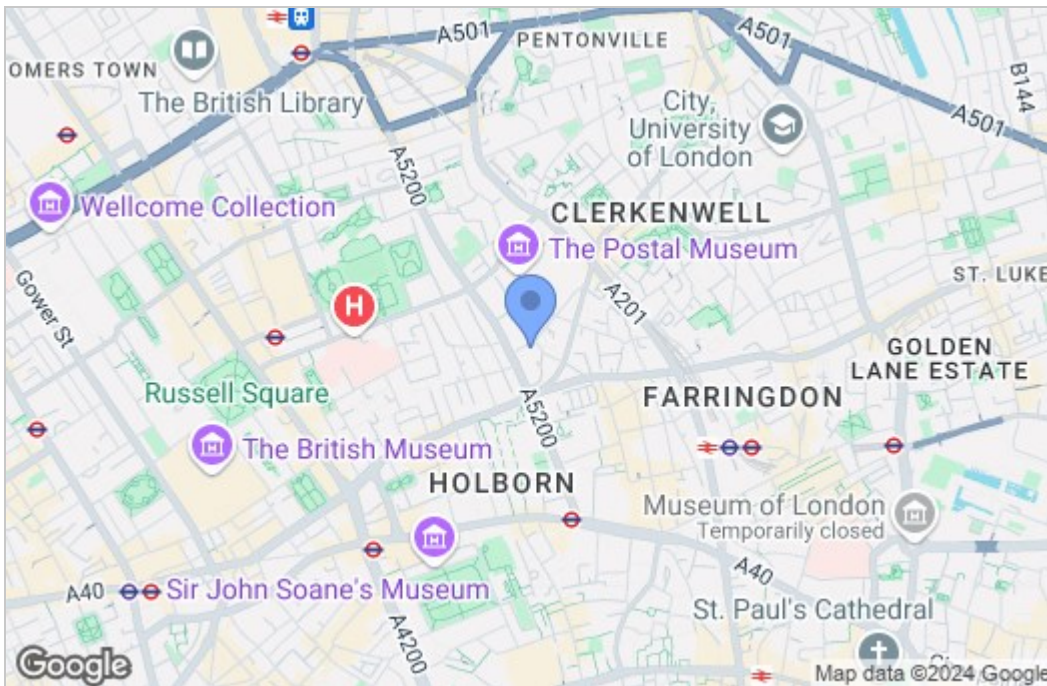 A501
PENTONVILLE
A501
OMERS TOWN
B144
The British Library
City,
University
of London
A501
A5200
Wellcome Collection
CLERKENWELL
The Postal Museum
ST. LUKE
Gower St
H
A201
GOLDEN
LANE ESTATE
Russell Square
A5200
FARRINGDON
The British Museum
HOLBORN
Museum of London
Temporarily closed
A40
A40
Sir John Soane's Museum
St. Paul's Cathedral
A4200
Google
Map data ©2024 Google